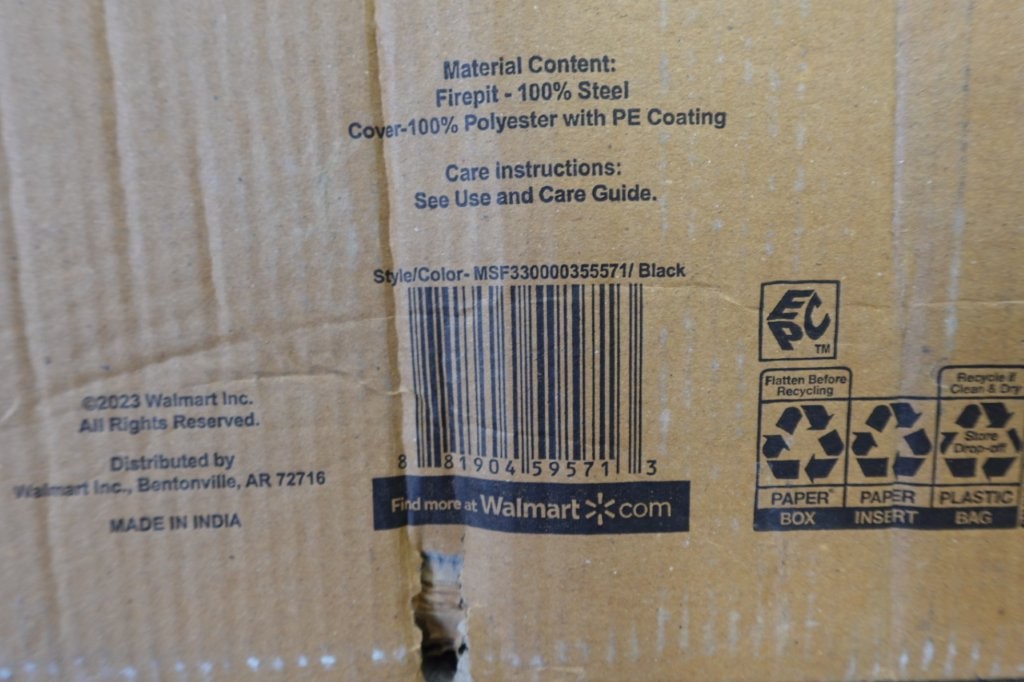 Material Content:
Firepit - 100% Steel
Cover-100% Polyester with PE Coating
Care instructions:
See Use and Care Guide.
Style/Color- MSF330000355571/ Black
8 81904 59571 3
Find more at Walmart.com
©2023 Walmart Inc.
All Rights Reserved.
Distributed by
Walmart Inc., Bentonville, AR 72716
MADE IN INDIA
EPC
TM
Flatten Before
Recycling
PAPER
BOX
PAPER
INSERT
Recycle if
Clean & Dry
Store
Drop-off
PLASTIC
BAG